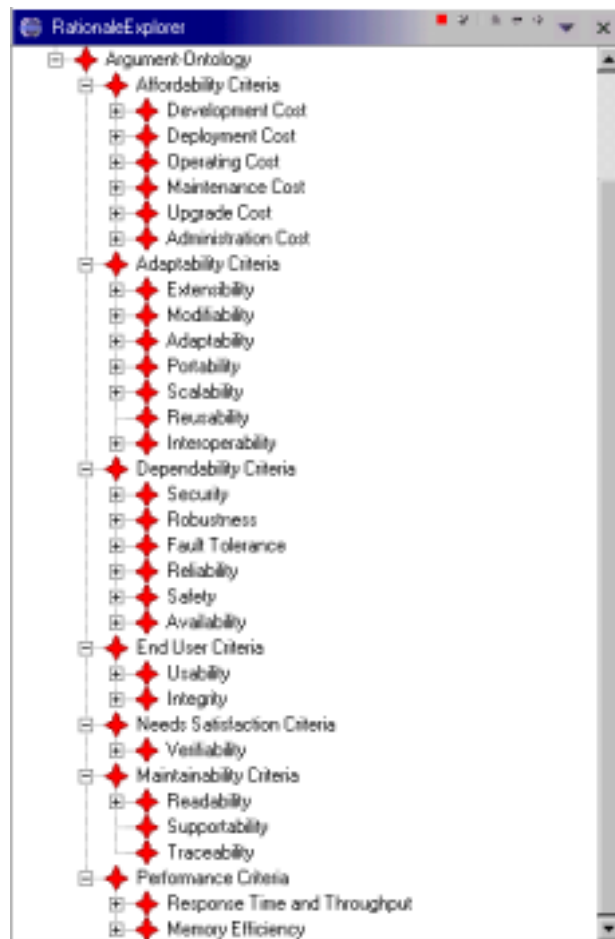 RationaleExplorer
Argument-Ontology
Affordability Criteria
Development Cost
Deployment Cost
Operating Cost
Maintenance Cost
Upgrade Cost
Administration Cost
Adaptability Criteria
Extensibility
Modifiability
Adaptability
Portability
Scalability
Reusability
Interoperability
Dependability Criteria
Security
Robustness
Fault Tolerance
Reliability
Safety
Availability
End User Criteria
Usability
Integrity
Needs Satisfaction Criteria
Verifiability
Maintainability Criteria
Readability
Supportability
Traceability
Performance Criteria
Response Time and Throughput
Memory Efficiency